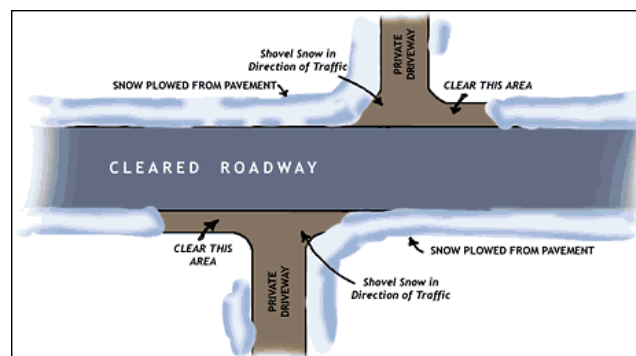 Shovel Snow in
Direction of Traffic
PRIVATE
DRIVEWAY
SNOW PLOWED FROM PAVEMENT
CLEAR THIS AREA
CLEARED ROADWAY
CLEAR THIS
AREA
SNOW PLOWED FROM PAVEMENT
PRIVATE
DRIVEWAY
Shovel Snow in
Direction of Traffic